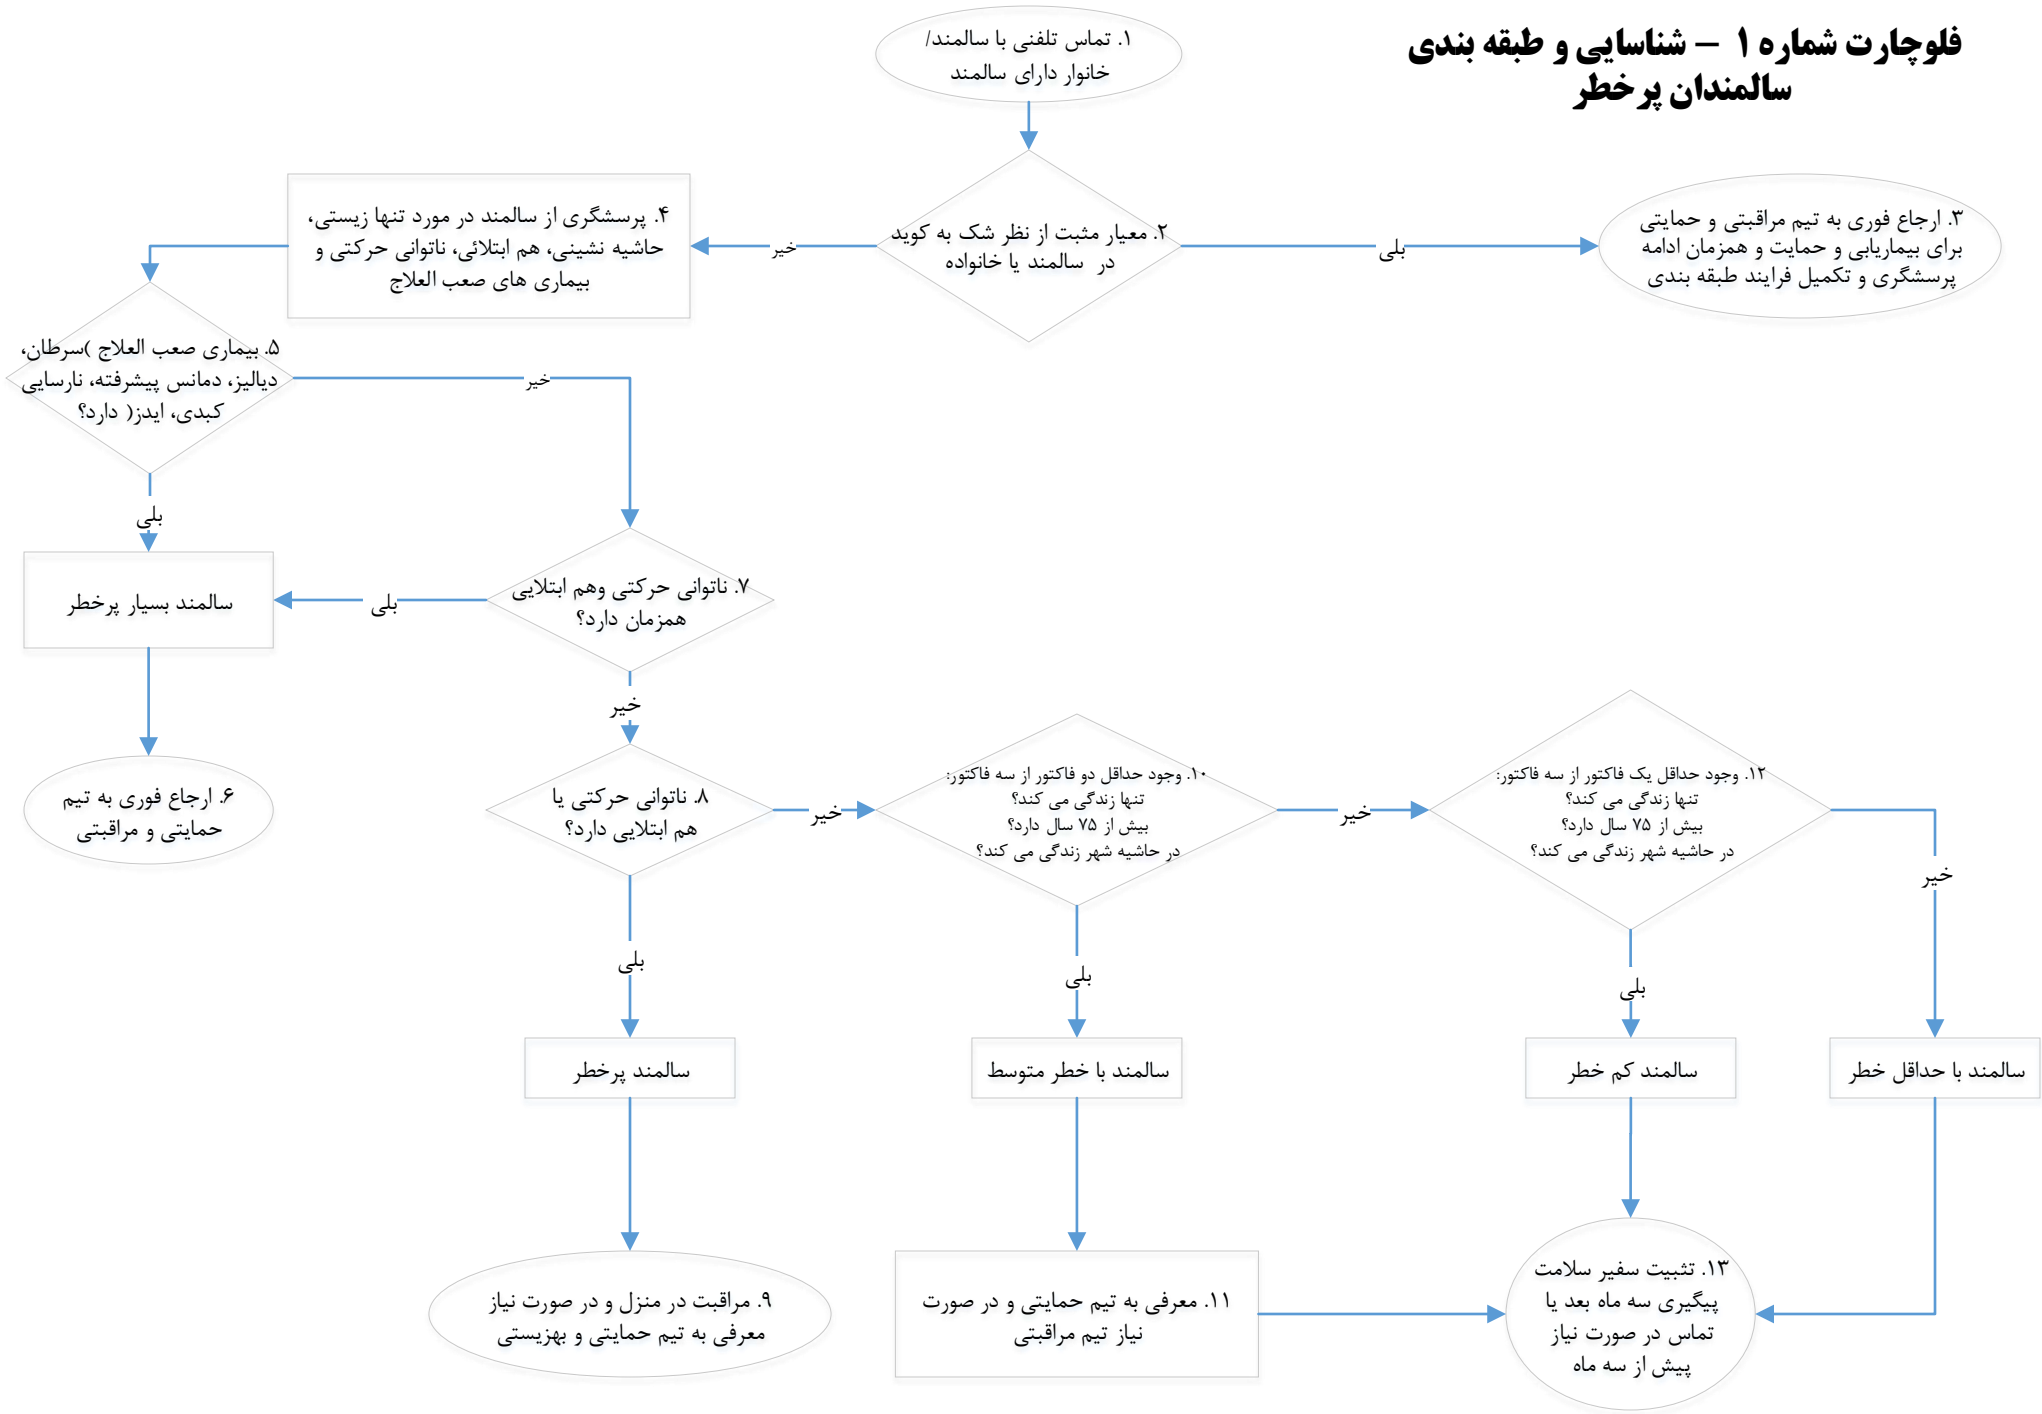 فلوچارت شماره ۱ – شناسایی و طبقه بندی
سالمندان پرخطر
۱. تماس تلفنی با سالمند/
خانوار دارای سالمند
۲. معیار مثبت از نظر شک به کوید
در سالمند یا خانواده
بلی
۳. ارجاع فوری به تیم مراقبتی و حمایتی
برای بیماریابی و حمایت و همزمان ادامه
پرسشگری و تکمیل فرایند طبقه بندی
خیر
۴. پرسشگری از سالمند در مورد تنها زیستی،
حاشیه نشینی، هم ابتلائی، ناتوانی حرکتی و
بیماری های صعب العلاج
۵. بیماری صعب العلاج )سرطان،
دیالیز، دمانس پیشرفته، نارسایی
کبدی، ایدز( دارد؟
خیر
بلی
سالمند بسیار پرخطر
۶. ارجاع فوری به تیم
حمایتی و مراقبتی
۷. ناتوانی حرکتی وهم ابتلایی
همزمان دارد؟
بلی
خیر
۸. ناتوانی حرکتی یا
هم ابتلایی دارد؟
خیر
بلی
سالمند پرخطر
۹. مراقبت در منزل و در صورت نیاز
معرفی به تیم حمایتی و بهزیستی
۱۰. وجود حداقل دو فاکتور از سه فاکتور:
تنها زندگی می کند؟
بیش از ۷۵ سال دارد؟
در حاشیه شهر زندگی می کند؟
خیر
بلی
سالمند با خطر متوسط
۱۱. معرفی به تیم حمایتی و در صورت
نیاز تیم مراقبتی
۱۲. وجود حداقل یک فاکتور از سه فاکتور:
تنها زندگی می کند؟
بیش از ۷۵ سال دارد؟
در حاشیه شهر زندگی می کند؟
خیر
بلی
سالمند کم خطر
سالمند با حداقل خطر
۱۳. تثبیت سفیر سلامت
پیگیری سه ماه بعد یا
تماس در صورت نیاز
پیش از سه ماه